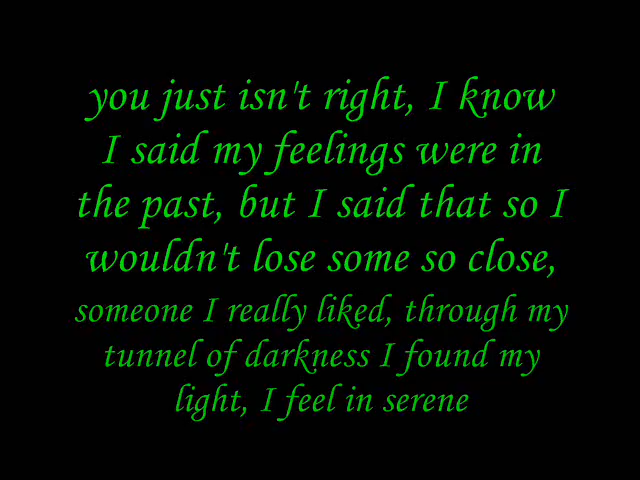 you just isn't right, I know
I said my feelings were in
the past, but I said that so I
wouldn't lose some so close,
someone I really liked, through my
tunnel of darkness I found my
light, I feel in serene